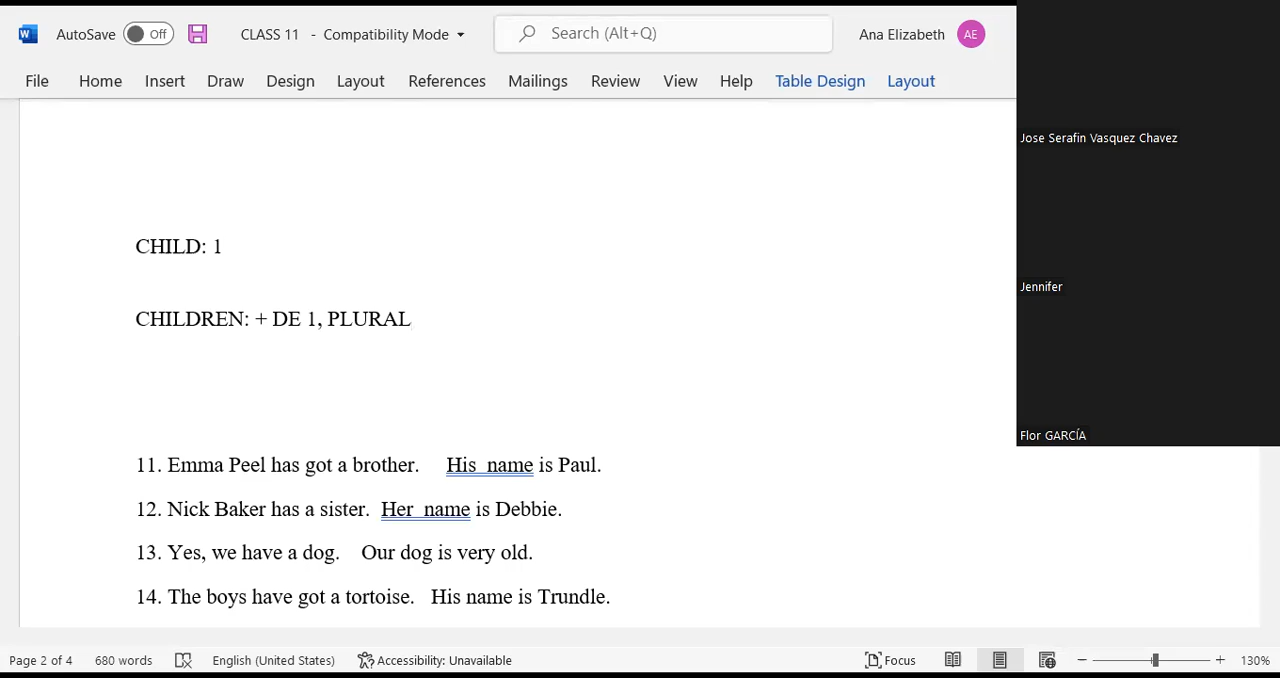 AutoSave Off CLASS 11 - Compatibility Mode Search (Alt+Q) Ana Elizabeth AE
File Home Insert Draw Design Layout References Mailings Review View Help Table Design Layout
Jose Serafin Vasquez Chavez
CHILD: 1
Jennifer
CHILDREN: + DE 1, PLURAL
Flor GARCÍA
11. Emma Peel has got a brother. His name is Paul.
12. Nick Baker has a sister. Her name is Debbie.
13. Yes, we have a dog. Our dog is very old.
14. The boys have got a tortoise. His name is Trundle.
Page 2 of 4 680 words English (United States) Accessibility: Unavailable Focus 130%